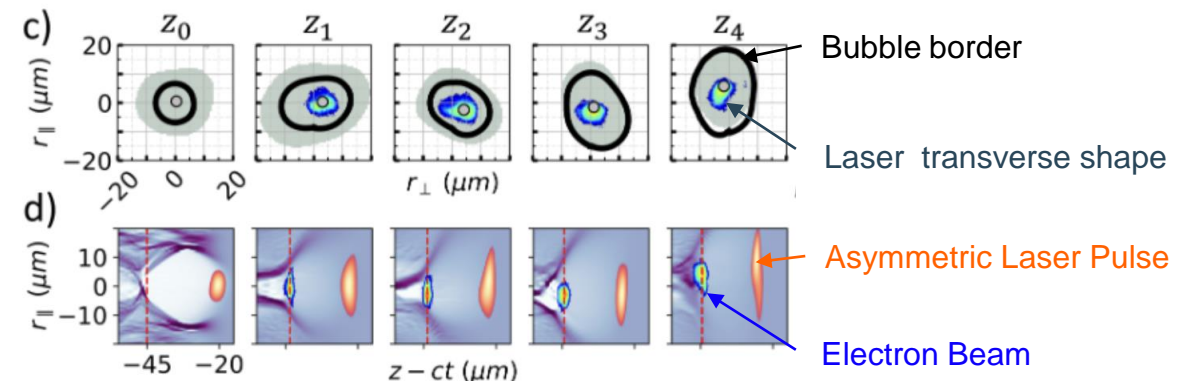 c) z₀ z₁ z₂ z₃ z₄
20
0
−20
r∥ (μm)
−20 0 20
r⊥ (μm)
Bubble border
Laser transverse shape
d)
10
0
−10
r∥ (μm)
−45 −20
z − ct (μm)
Asymmetric Laser Pulse
Electron Beam